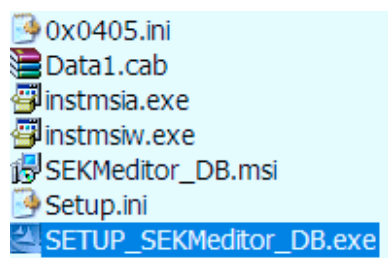 0x0405.ini
Data1.cab
instmsia.exe
instmsiw.exe
SEKMeditor_DB.msi
Setup.ini
SETUP_SEKMeditor_DB.exe